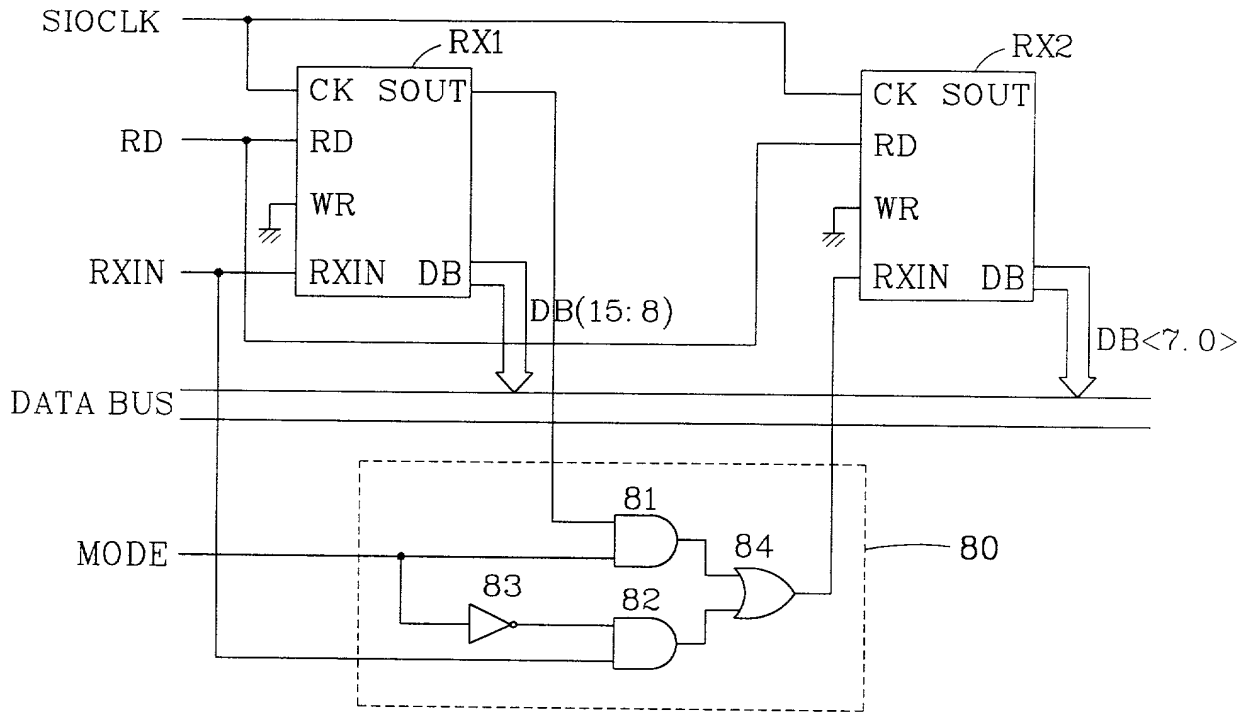 SIOCLK
RX1
RX2
CK SOUT
CK SOUT
RD
RD
RD
WR
WR
RXIN
RXIN DB
RXIN DB
DB(15:8)
DB<7.0>
DATA BUS
81
MODE
84
80
83
82